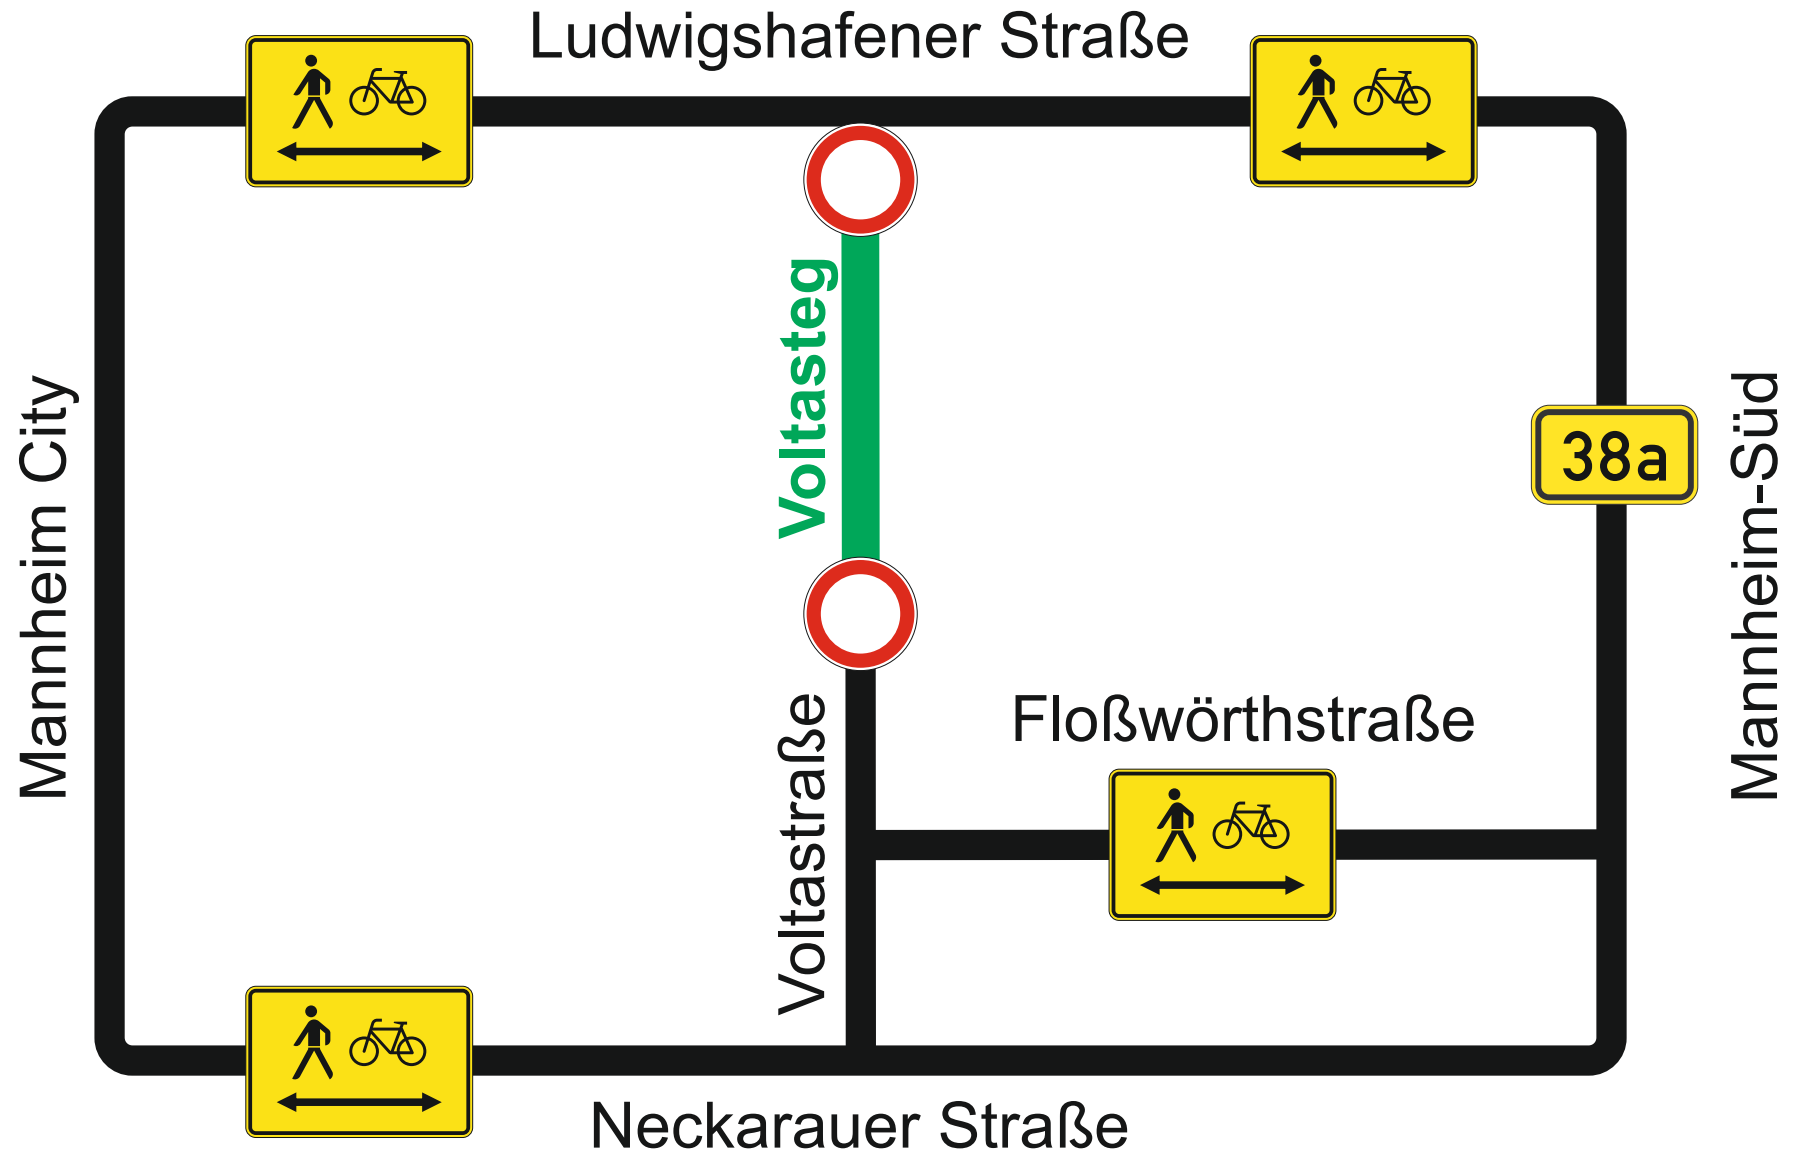 Ludwigshafener Straße
Mannheim City
Voltasteg
38a
Mannheim-Süd
Floßwörthstraße
Voltastraße
Neckarauer Straße